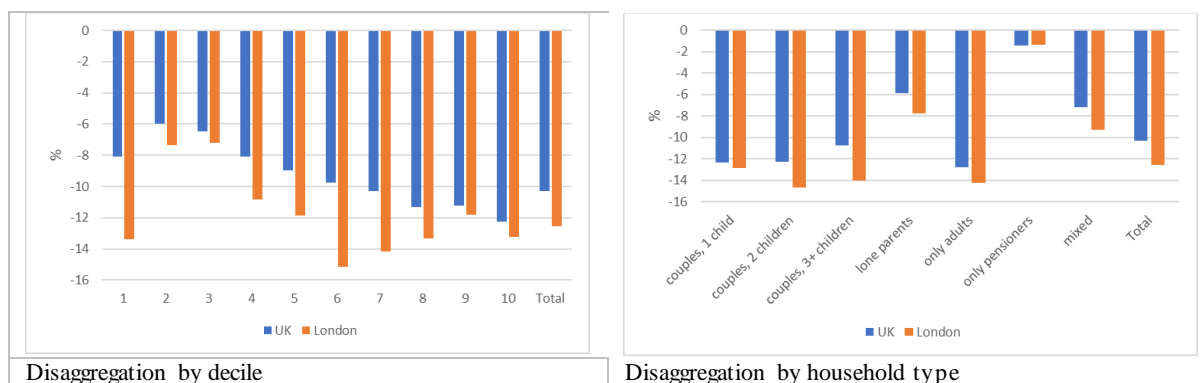 0
-2
-4
-6
-8
-10
-12
-14
-16
%
1 2 3 4 5 6 7 8 9 10 Total
UK London
Disaggregation by decile
0
-2
-4
-6
-8
-10
-12
-14
-16
%
couples, 1 child
couples, 2 children
couples, 3+ children
lone parents
only adults
only pensioners
mixed
Total
UK London
Disaggregation by household type